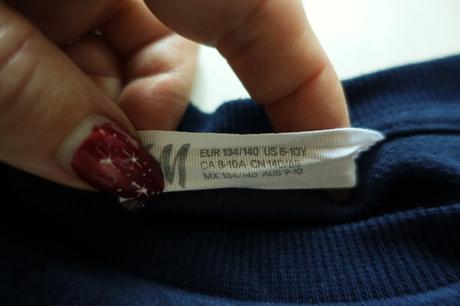 M
EUR 134/140 US 8-10Y
CA 8-10A CN 140/68
MX 134/140 AUS 9-10